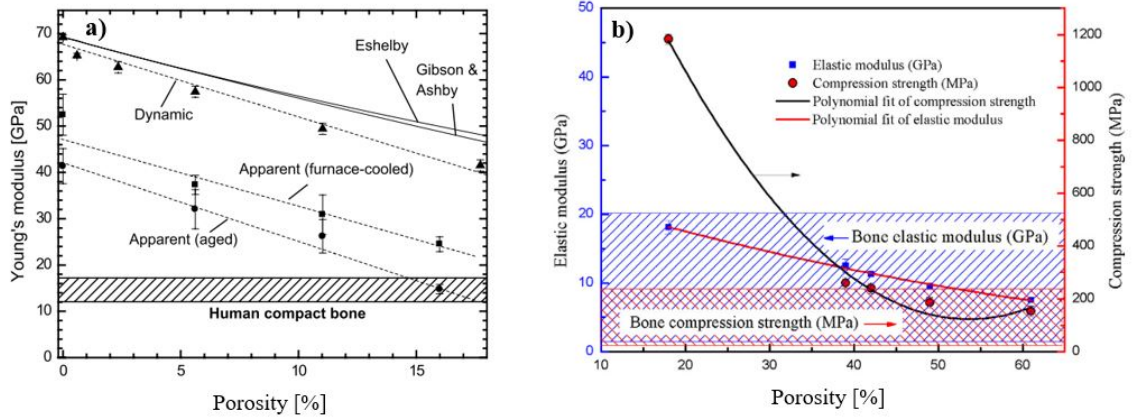 a)
Young's modulus [GPa]
70
60
50
40
30
20
10
0
Eshelby
Gibson &
Ashby
Dynamic
Apparent (furnace-cooled)
Apparent (aged)
Human compact bone
0
5
10
15
Porosity [%]
b)
Elastic modulus (GPa)
50
40
30
20
10
0
Elastic modulus (GPa)
Compression strength (MPa)
Polynomial fit of compression strength
Polynomial fit of elastic modulus
Bone elastic modulus (GPa)
Bone compression strength (MPa)
1200
1000
800
600
400
200
0
Compression strength (MPa)
10
20
30
40
50
60
Porosity [%]